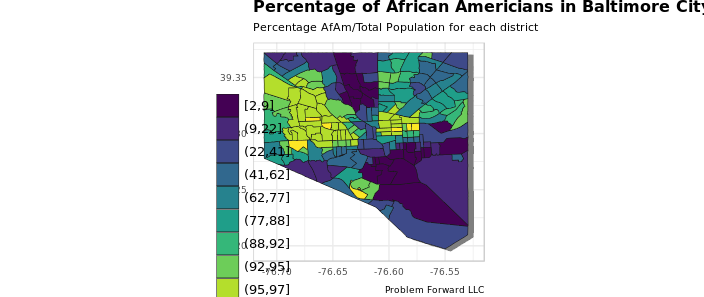 Percentage of African Americans in Baltimore City
Percentage AfAm/Total Population for each district
39.35
[2,9]
(9,22]
(22,41]
(41,62]
(62,77]
(77,88]
(88,92]
(92,95]
(95,97]
-76.70 -76.65 -76.60 -76.55
Problem Forward LLC